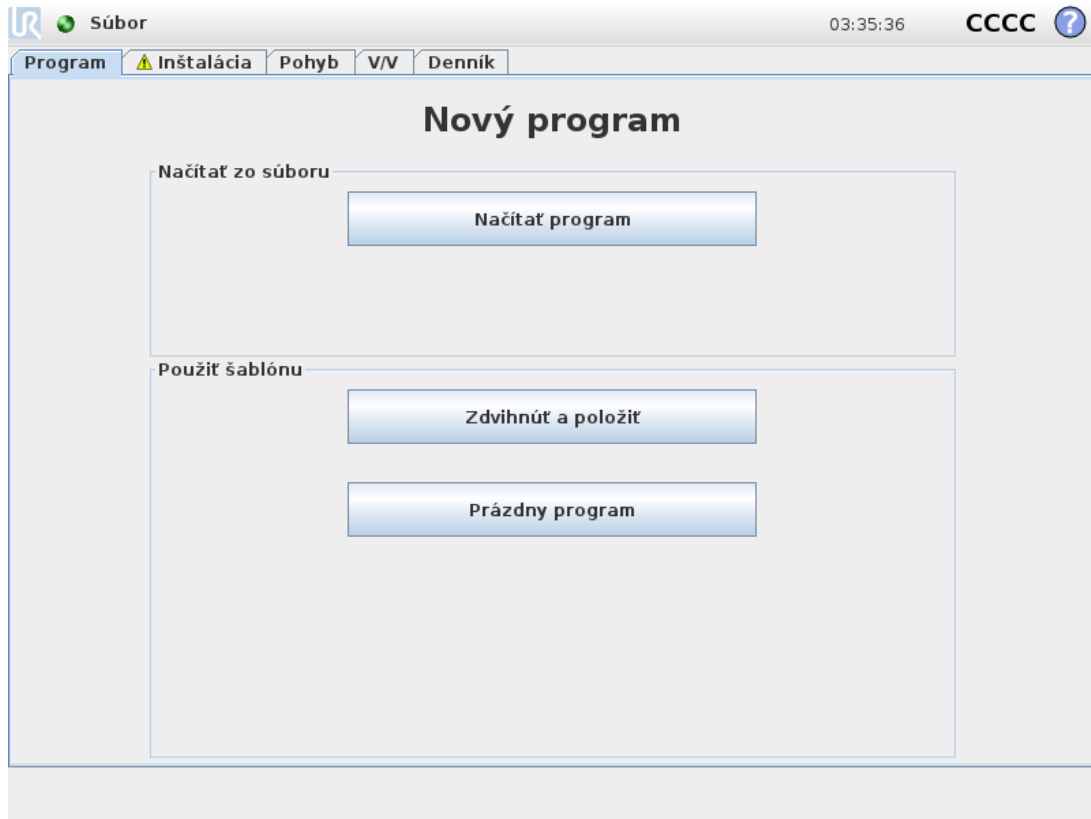 UR Súbor 03:35:36 CCCC ?
Program Inštalácia Pohyb V/V Denník
Nový program
Načítať zo súboru
Načítať program
Použiť šablónu
Zdvihnúť a položiť
Prázdny program